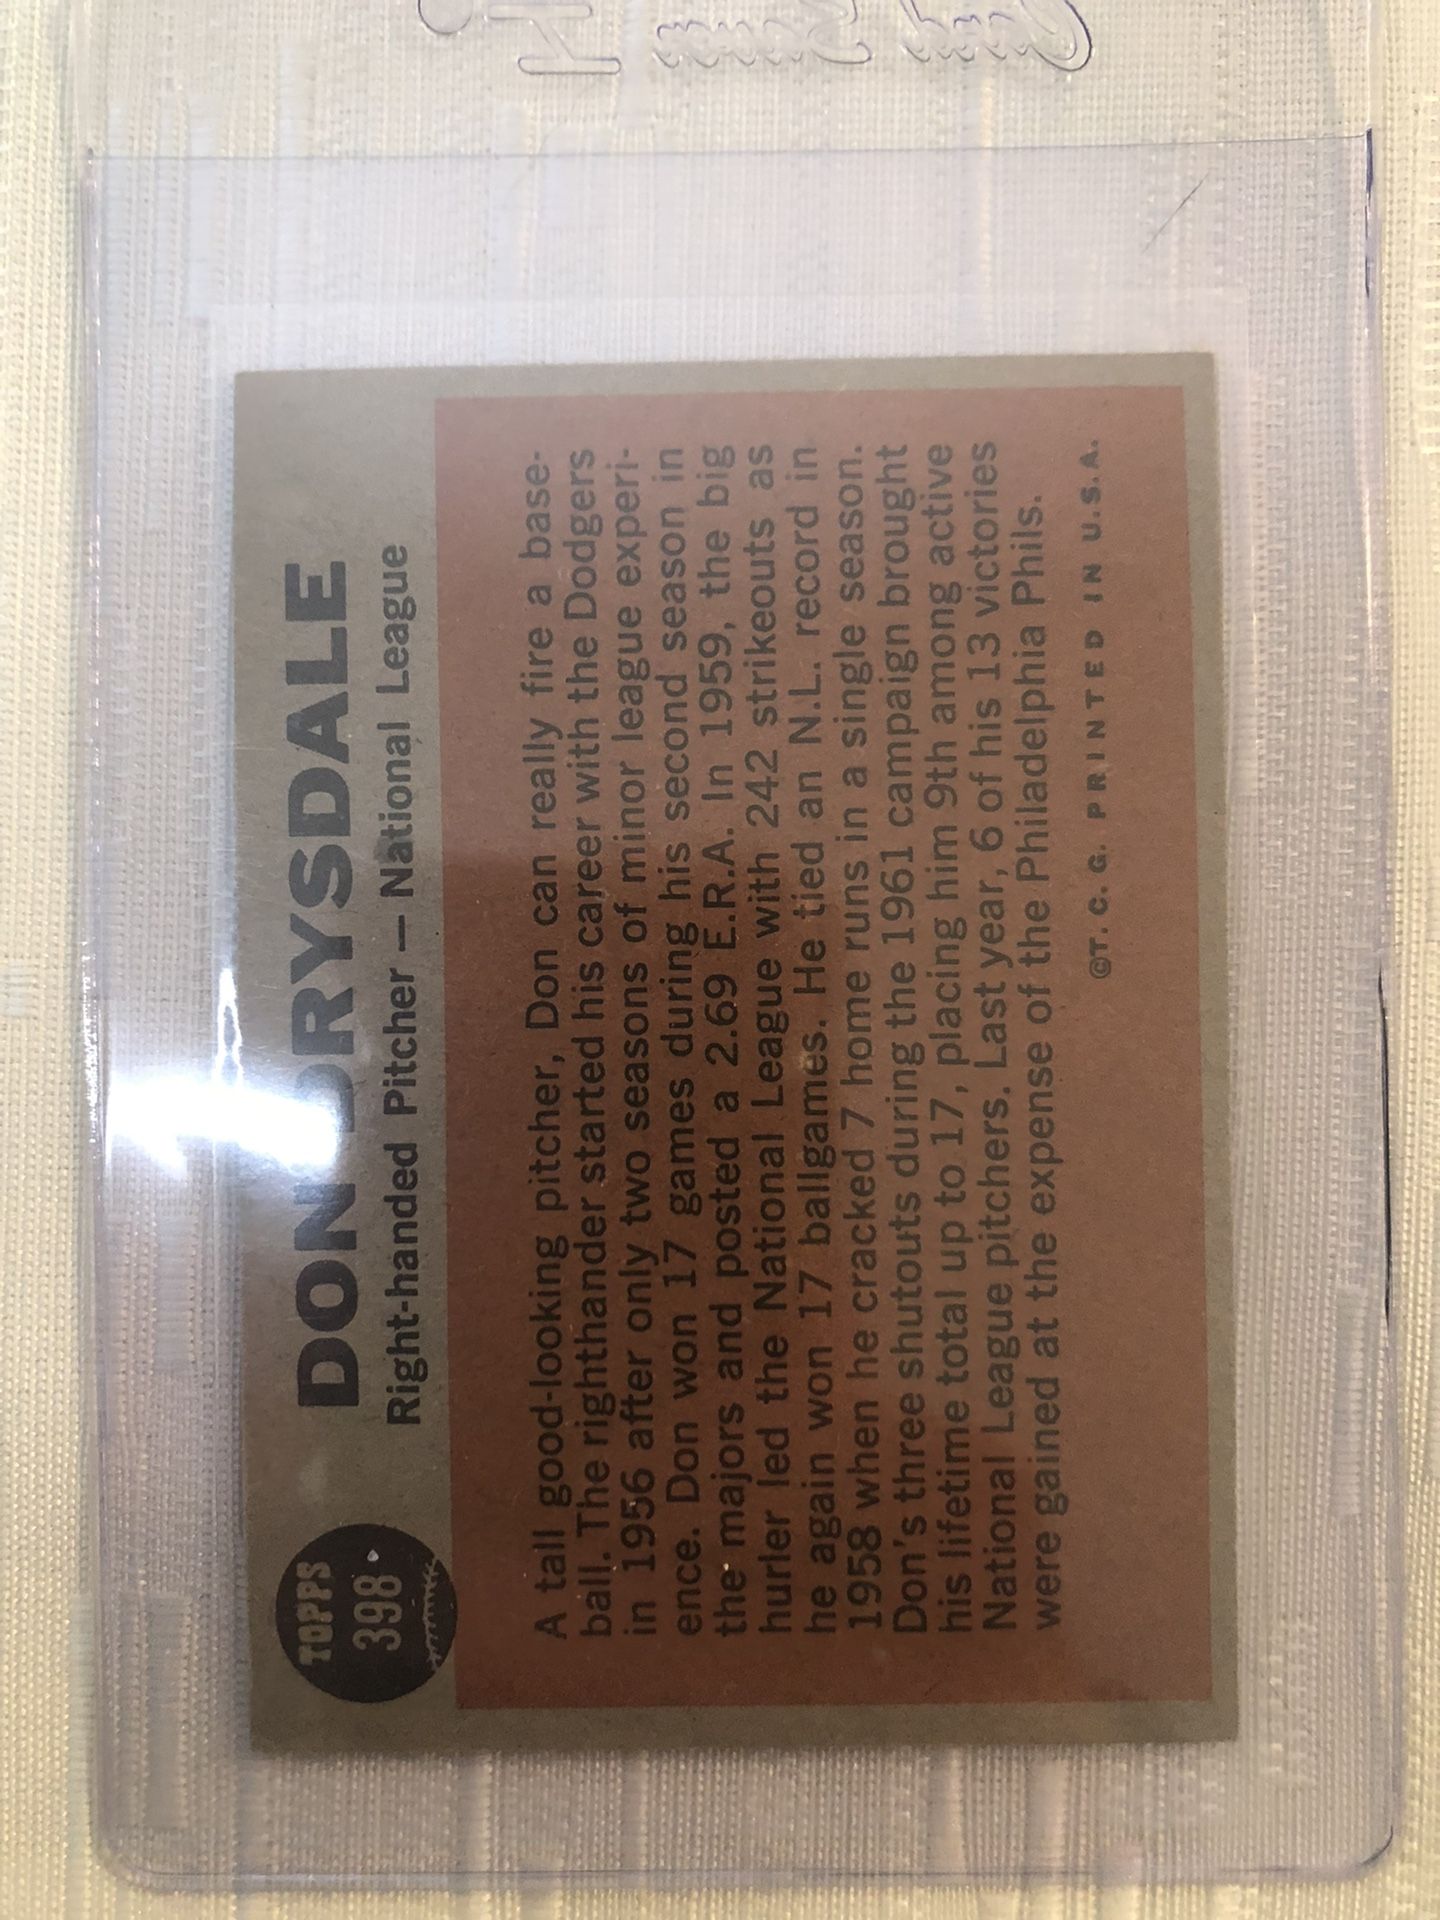 TOPPS
398
DON DRYSDALE
Right-handed Pitcher — National League
A tall good-looking pitcher, Don can really fire a base-
ball. The righthander started his career with the Dodgers
in 1956 after only two seasons of minor league experi-
ence. Don won 17 games during his second season in
the majors and posted a 2.69 E.R.A. In 1959, the big
hurler led the National League with 242 strikeouts as
he again won 17 ballgames. He tied an N.L. record in
1958 when he cracked 7 home runs in a single season.
Don's three shutouts during the 1961 campaign brought
his lifetime total up to 17, placing him 9th among active
National League pitchers. Last year, 6 of his 13 victories
were gained at the expense of the Philadelphia Phils.
©T. C. G. PRINTED IN U.S.A.